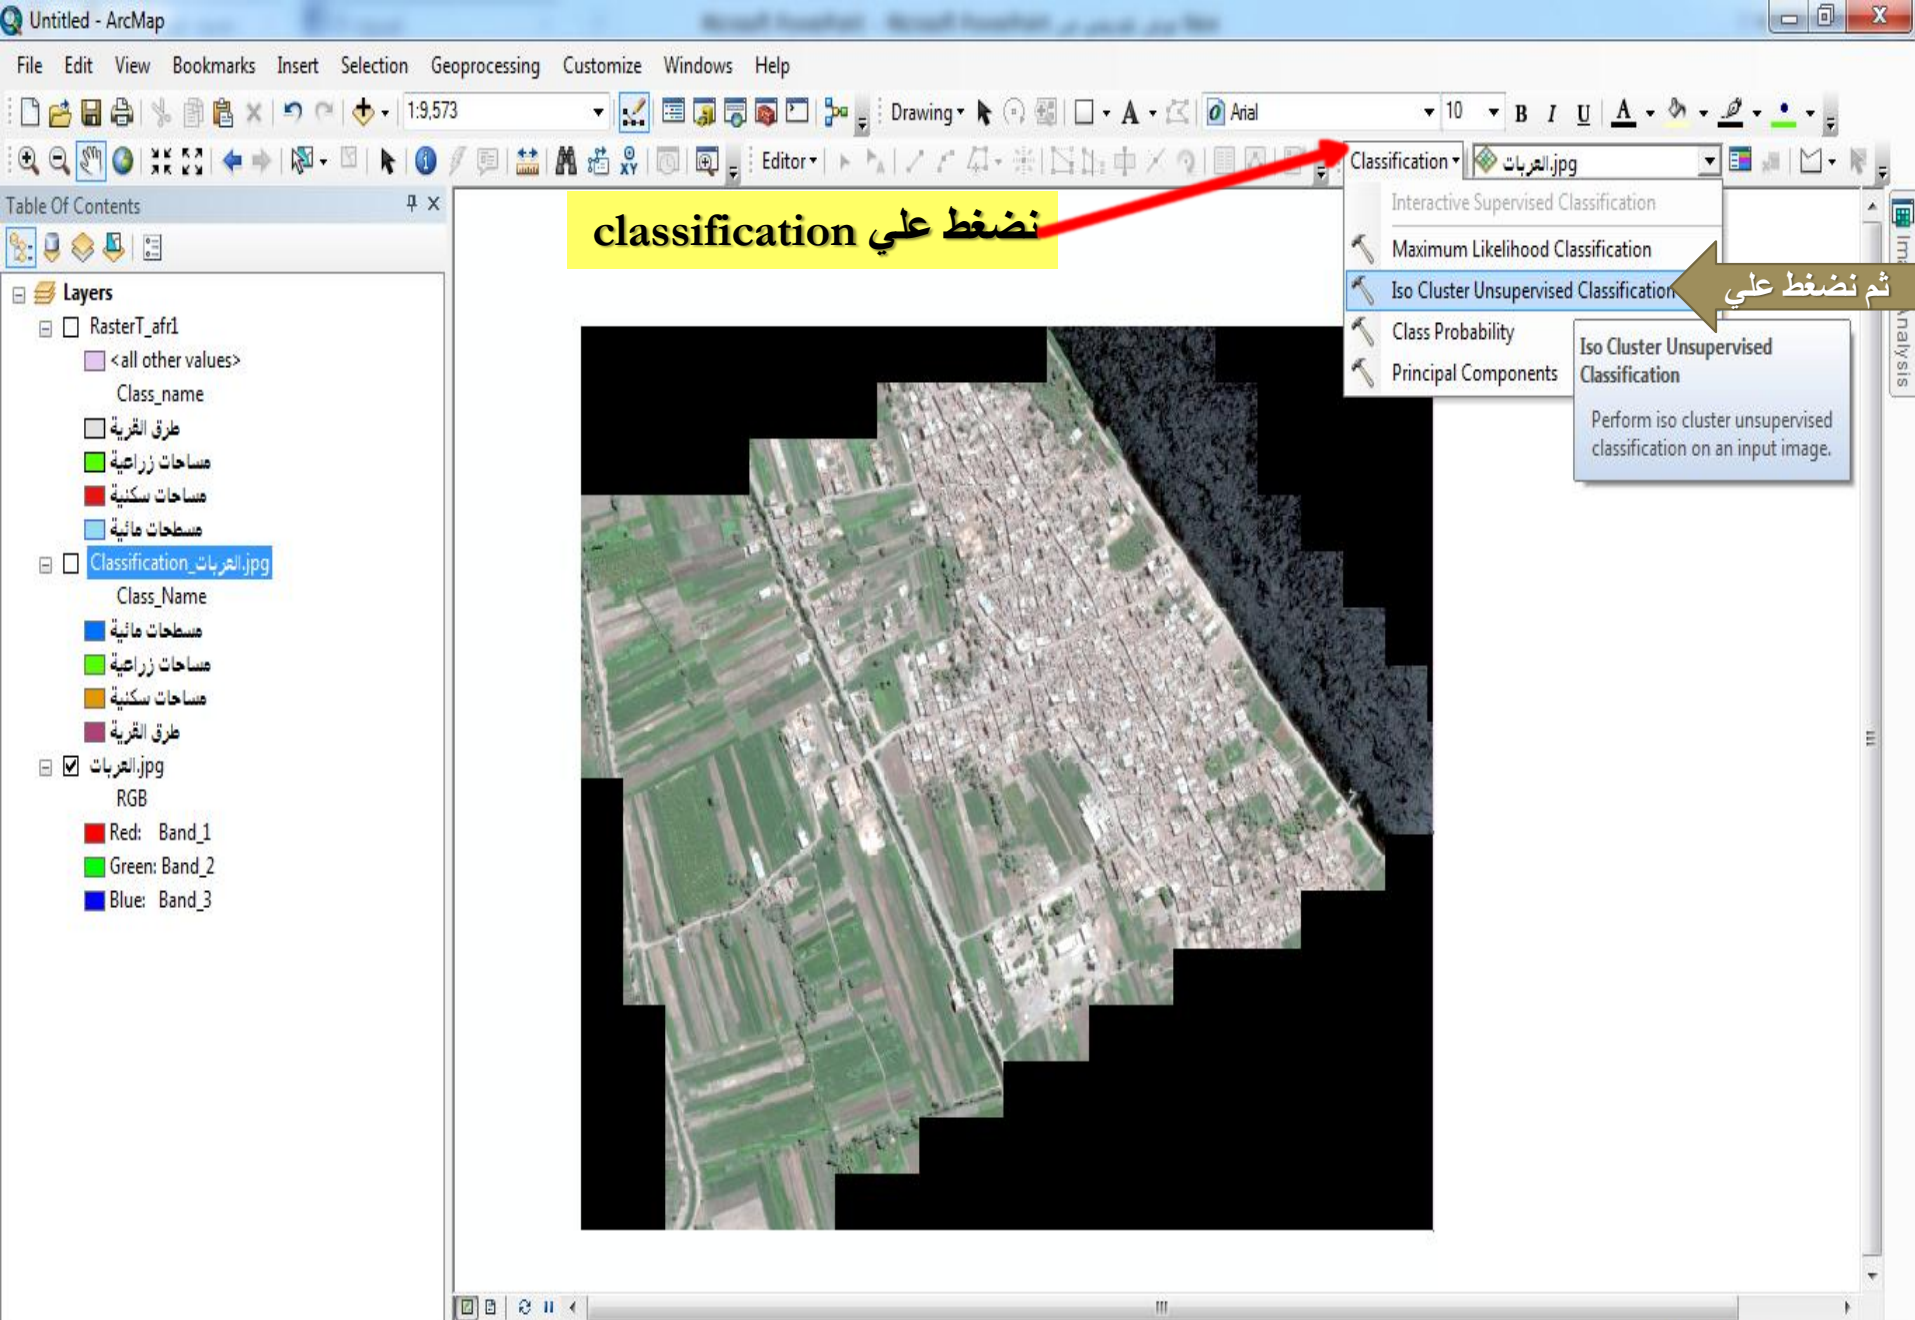 Untitled - ArcMap
File Edit View Bookmarks Insert Selection Geoprocessing Customize Windows Help
1:9,573 Drawing A Arial 10 B I U A
XY Editor Classification العربات.jpg
Table Of Contents
نضغط علي classification
Interactive Supervised Classification
Maximum Likelihood Classification
Iso Cluster Unsupervised Classification
ثم نضغط علي
Class Probability
Principal Components
Iso Cluster Unsupervised
Classification
Perform iso cluster unsupervised
classification on an input image.
Layers
RasterT_afr1
<all other values>
Class_name
طرق القرية
مساحات زراعية
مساحات سكنية
مسطحات مائية
Classification_العربات.jpg
Class_Name
مسطحات مائية
مساحات زراعية
مساحات سكنية
طرق القرية
العربات.jpg
RGB
Red: Band_1
Green: Band_2
Blue: Band_3